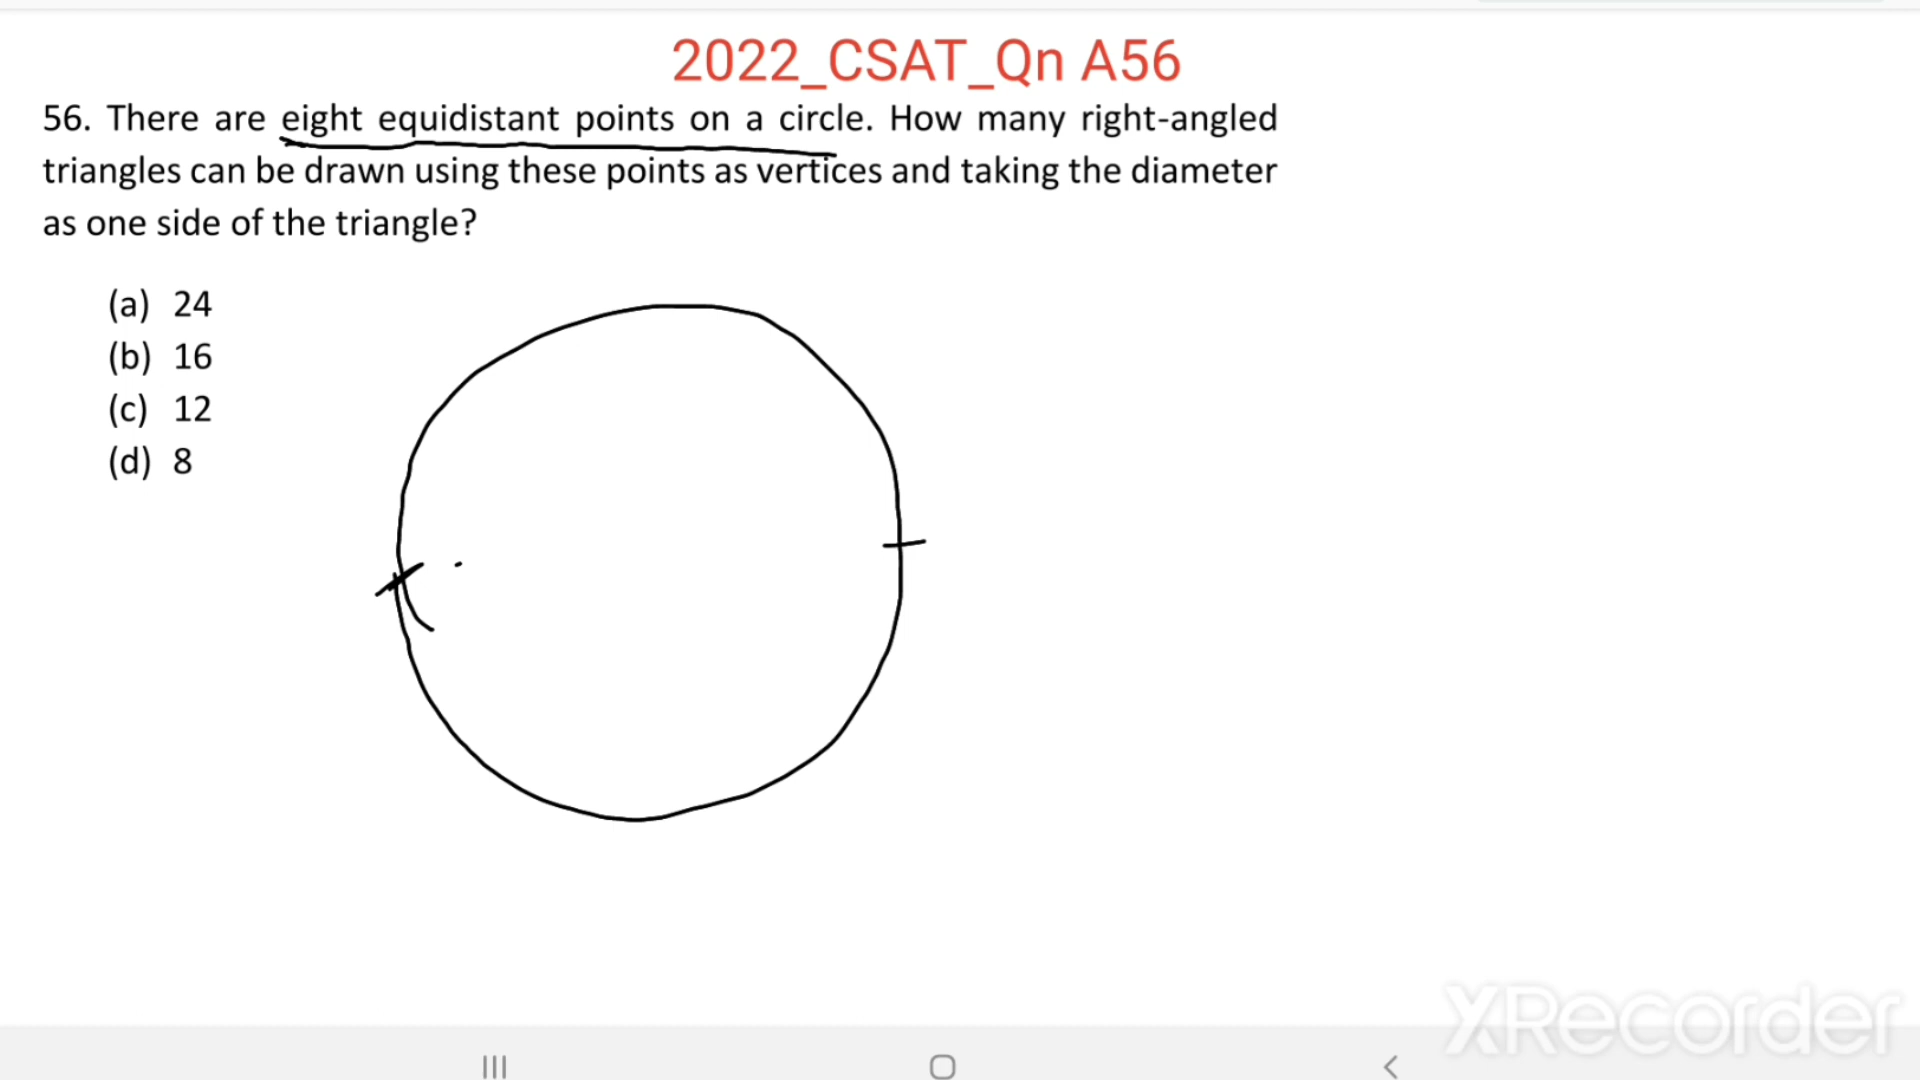 2022_CSAT_Qn A56
56. There are eight equidistant points on a circle. How many right-angled
triangles can be drawn using these points as vertices and taking the diameter
as one side of the triangle?
(a) 24
(b) 16
(c) 12
(d) 8
XRecorder